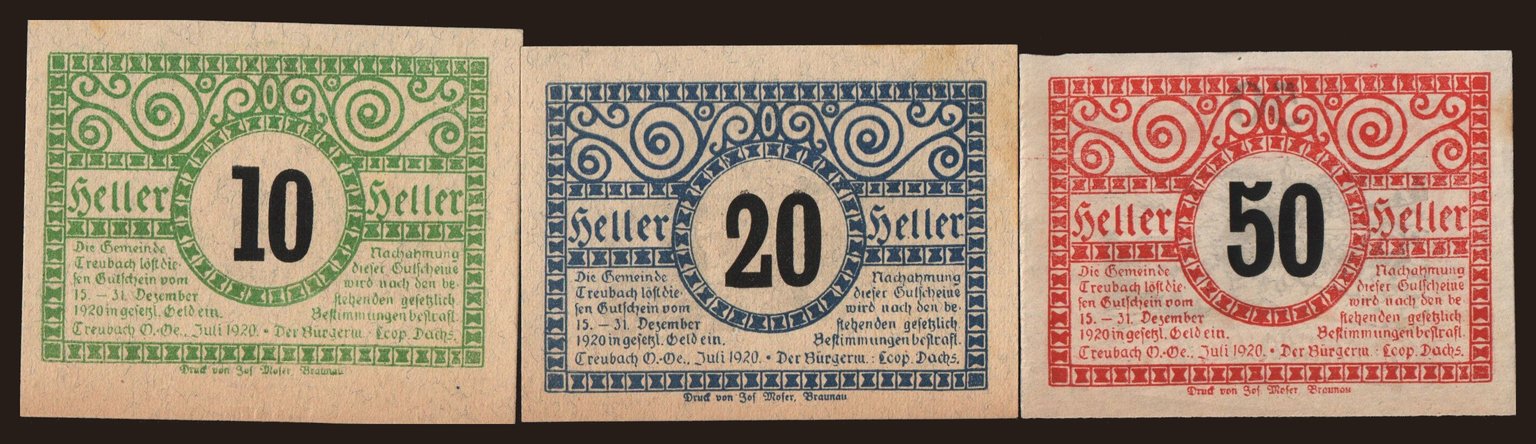 10
Heller Heller
Die Gemeinde
Treubach löst die-
sen Gutschein vom
15. – 31. Dezember
1920 in gesetzl. Geld ein.
Nachahmung
dieser Gutscheine
wird nach den be-
stehenden gesetzlich.
Bestimmungen bestraft.
Treubach O.-Oe., Juli 1920. • Der Bürgerm.: Leop. Dachs.
Druck von Jos Moser Braunau
20
Heller Heller
Die Gemeinde
Treubach löst die-
sen Gutschein vom
15. – 31. Dezember
1920 in gesetzl. Geld ein.
Nachahmung
dieser Gutscheine
wird nach den be-
stehenden gesetzlich.
Bestimmungen bestraft.
Treubach O.-Oe., Juli 1920. • Der Bürgerm.: Leop. Dachs.
Druck von Jos Moser, Braunau
50
Heller Heller
Die Gemeinde
Treubach löst die-
sen Gutschein vom
15. – 31. Dezember
1920 in gesetzl. Geld ein.
Nachahmung
dieser Gutscheine
wird nach den be-
stehenden gesetzlich.
Bestimmungen bestraft.
Treubach O.-Oe., Juli 1920. • Der Bürgerm.: Leop. Dachs.
Druck von Jos Moser Braunau